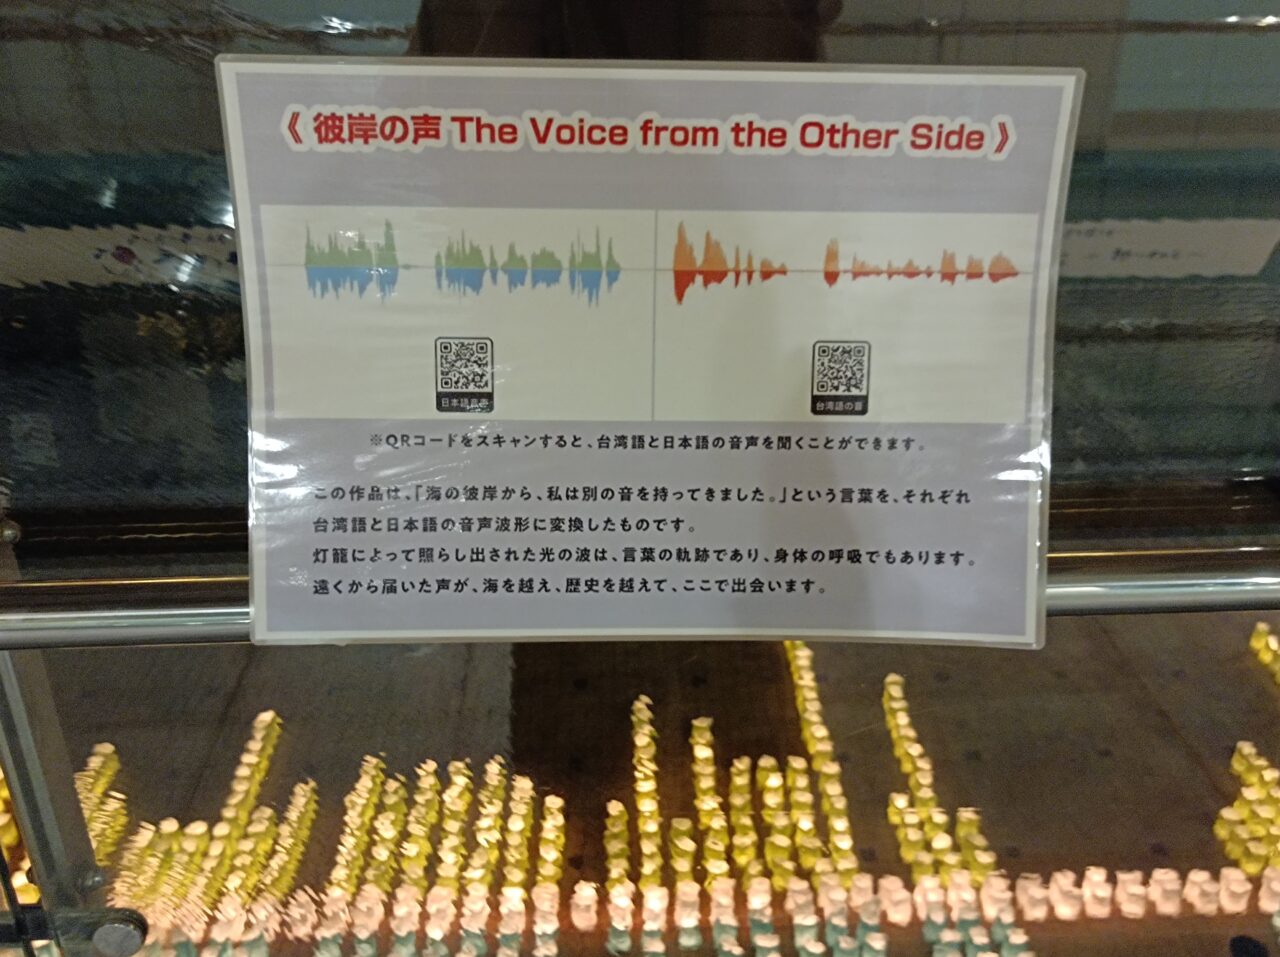 《 彼岸の声 The Voice from the Other Side 》
日本語音声
台湾語の音
※QRコードをスキャンすると、台湾語と日本語の音声を聞くことができます。
この作品は、「海の彼岸から、私は別の音を持ってきました。」という言葉を、それぞれ
台湾語と日本語の音声波形に変換したものです。
灯籠によって照らし出された光の波は、言葉の軌跡であり、身体の呼吸でもあります。
遠くから届いた声が、海を越え、歴史を越えて、ここで出会います。